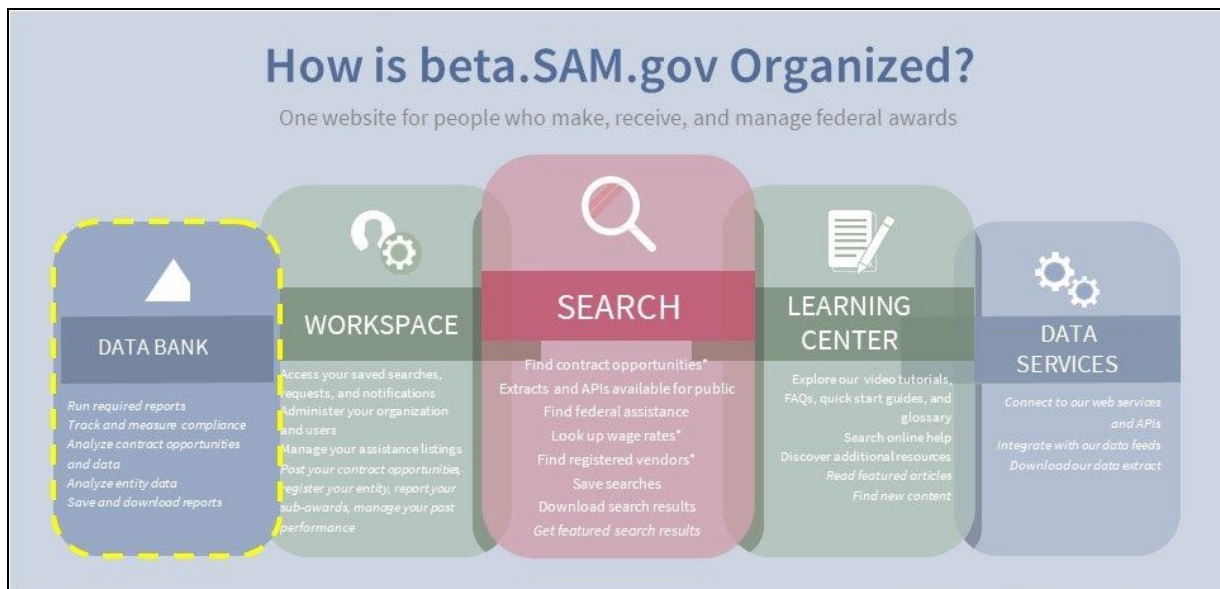 How is beta.SAM.gov Organized?
One website for people who make, receive, and manage federal awards
DATA BANK
Run required reports
Track and measure compliance
Analyze contract opportunities
and data
Analyze entity data
Save and download reports
WORKSPACE
Access your saved searches,
requests, and notifications
Administer your organization
and users
Manage your assistance listings
Post your contract opportunities,
register your entity, report your
sub-awards, manage your past
performance
SEARCH
Find contract opportunities*
Extracts and APIs available for public
Find federal assistance
Look up wage rates*
Find registered vendors*
Save searches
Download search results
Get featured search results
LEARNING
CENTER
Explore our video tutorials,
FAQs, quick start guides, and
glossary
Search online help
Discover additional resources
Read featured articles
Find new content
DATA
SERVICES
Connect to our web services
and APIs
Integrate with our data feeds
Download our data extract